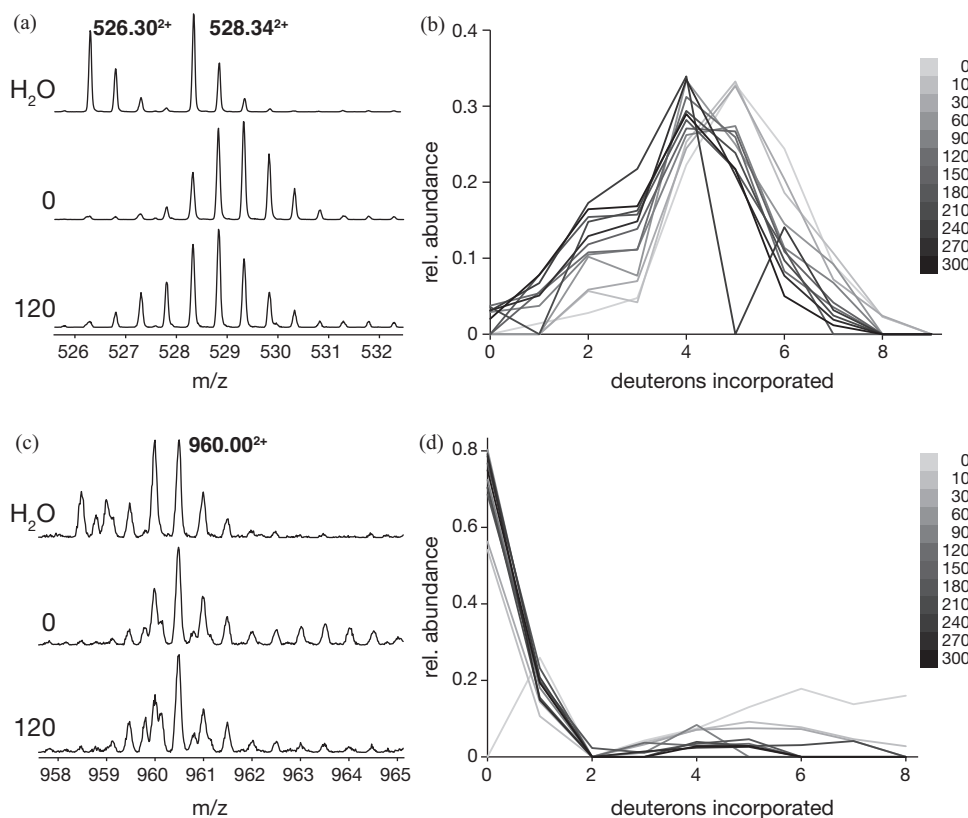 (a)
526.30²⁺ 528.34²⁺
H₂O
0
120
526 527 528 529 530 531 532
m/z
(b)
0.4
0.3
0.2
0.1
0
rel. abundance
0 2 4 6 8
deuterons incorporated
0
10
30
60
90
120
150
180
210
240
270
300
(c)
960.00²⁺
H₂O
0
120
958 959 960 961 962 963 964 965
m/z
(d)
0.8
0.6
0.4
0.2
0
rel. abundance
0 2 4 6 8
deuterons incorporated
0
10
30
60
90
120
150
180
210
240
270
300